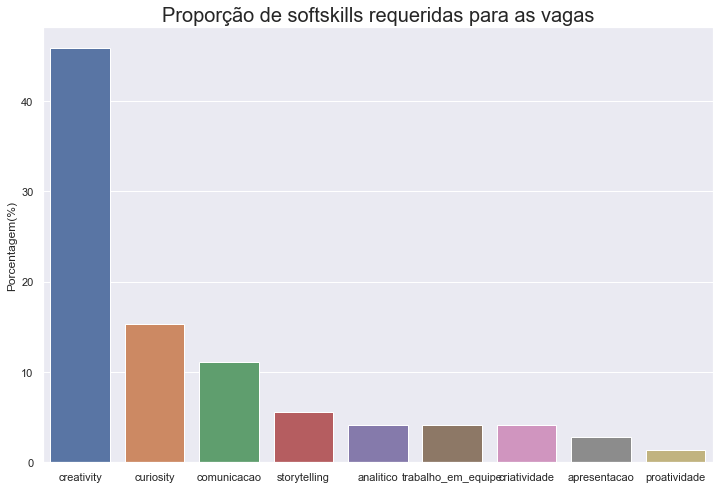 Proporção de softskills requeridas para as vagas
Porcentagem(%)
40
30
20
10
0
creativity curiosity comunicacao storytelling analitico trabalho_em_equipe criatividade apresentacao proatividade